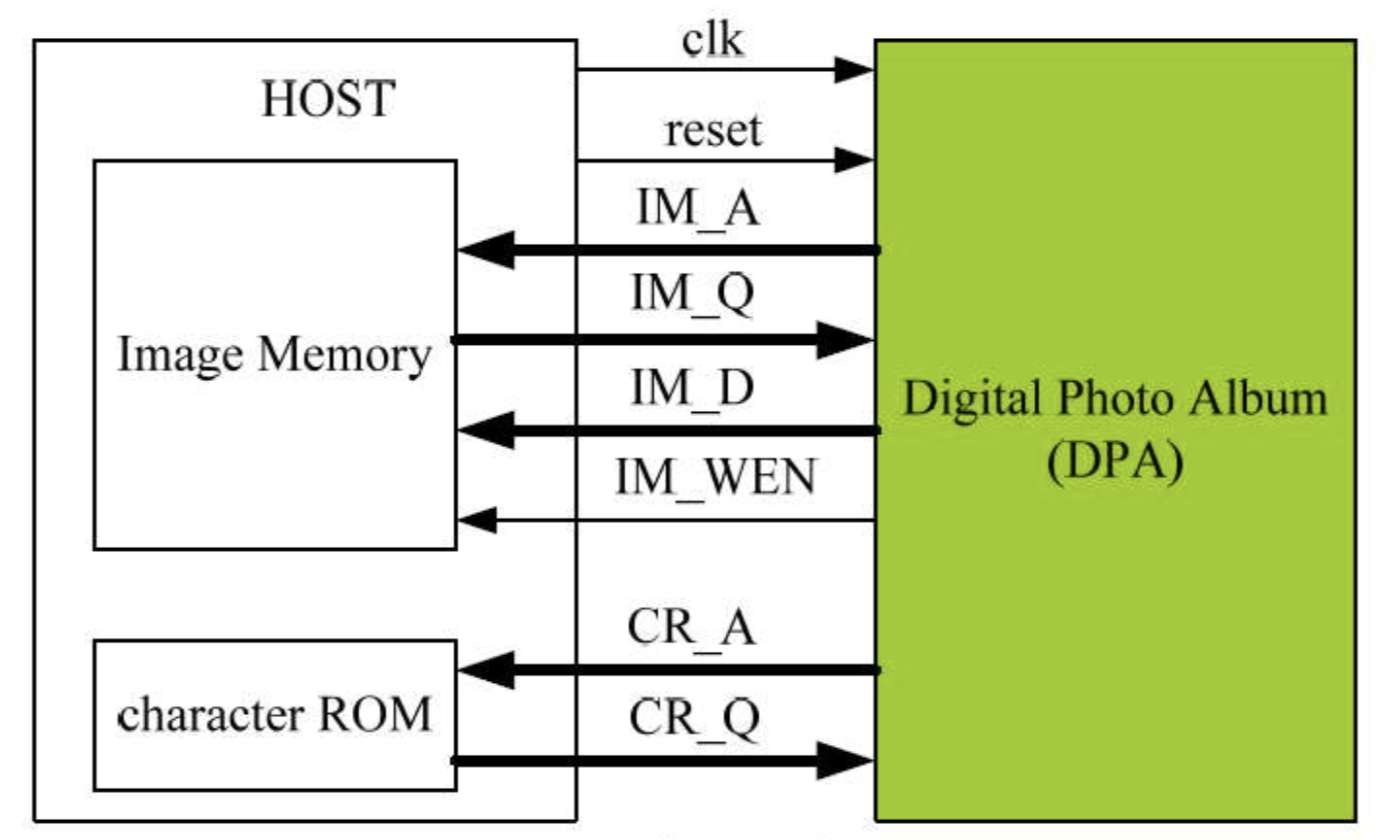 clk
HOST
reset
IM_A
IM_Q
Image Memory
IM_D
Digital Photo Album
(DPA)
IM_WEN
CR_A
character ROM
CR_Q